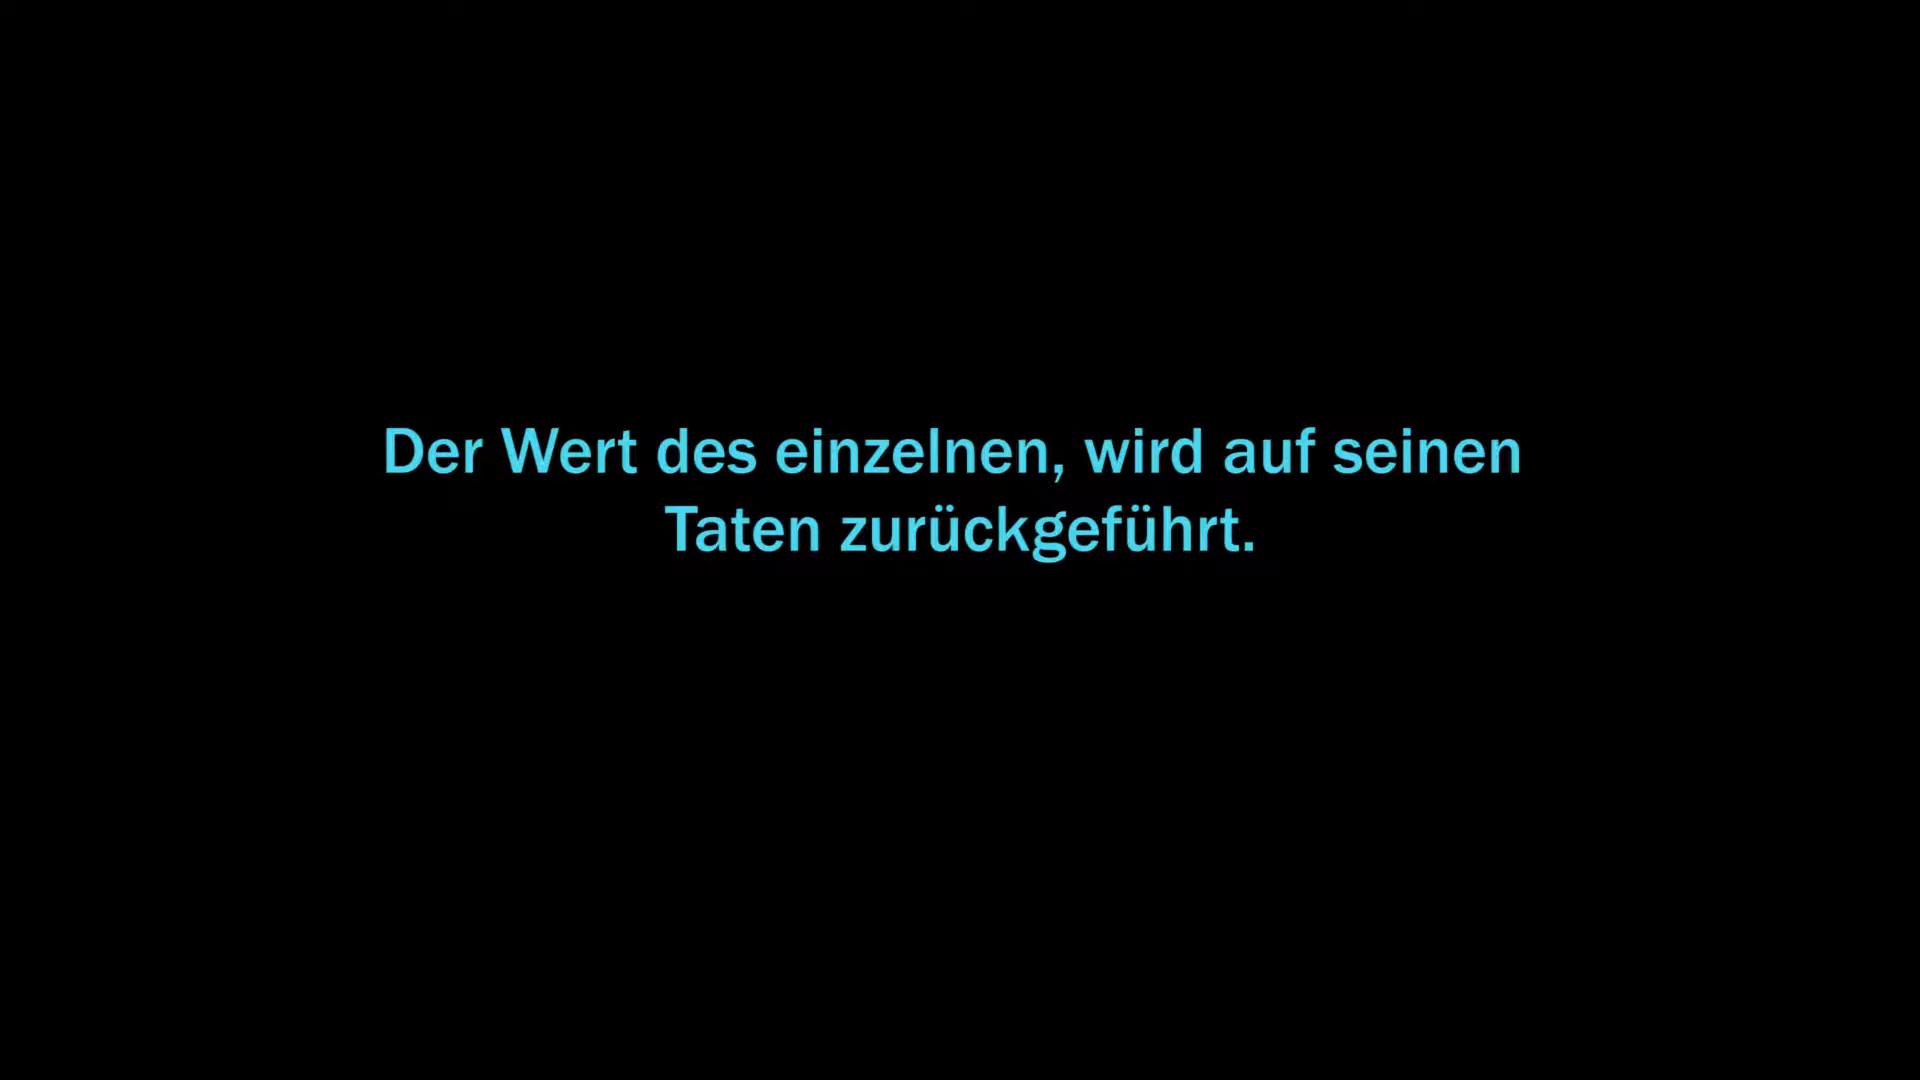 Der Wert des einzelnen, wird auf seinen
Taten zurückgeführt.